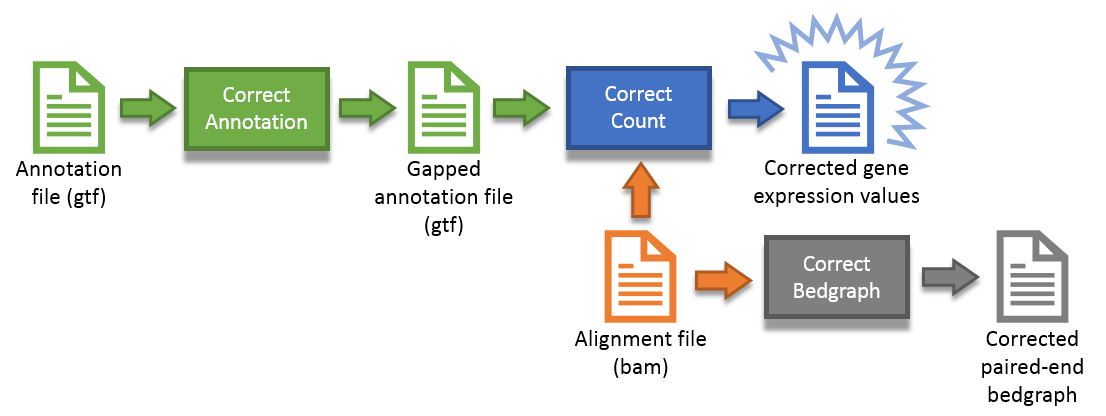 Correct
Annotation
Correct
Count
Annotation
file (gtf)
Gapped
annotation file
(gtf)
Corrected gene
expression values
Correct
Bedgraph
Alignment file
(bam)
Corrected
paired-end
bedgraph